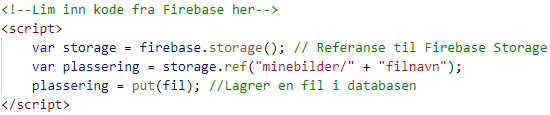 <!--Lim inn kode fra Firebase her-->
<script>
    var storage = firebase.storage(); // Referanse til Firebase Storage
    var plassering = storage.ref("minebilder/" + "filnavn");
    plassering = put(fil); //Lagrer en fil i databasen
</script>